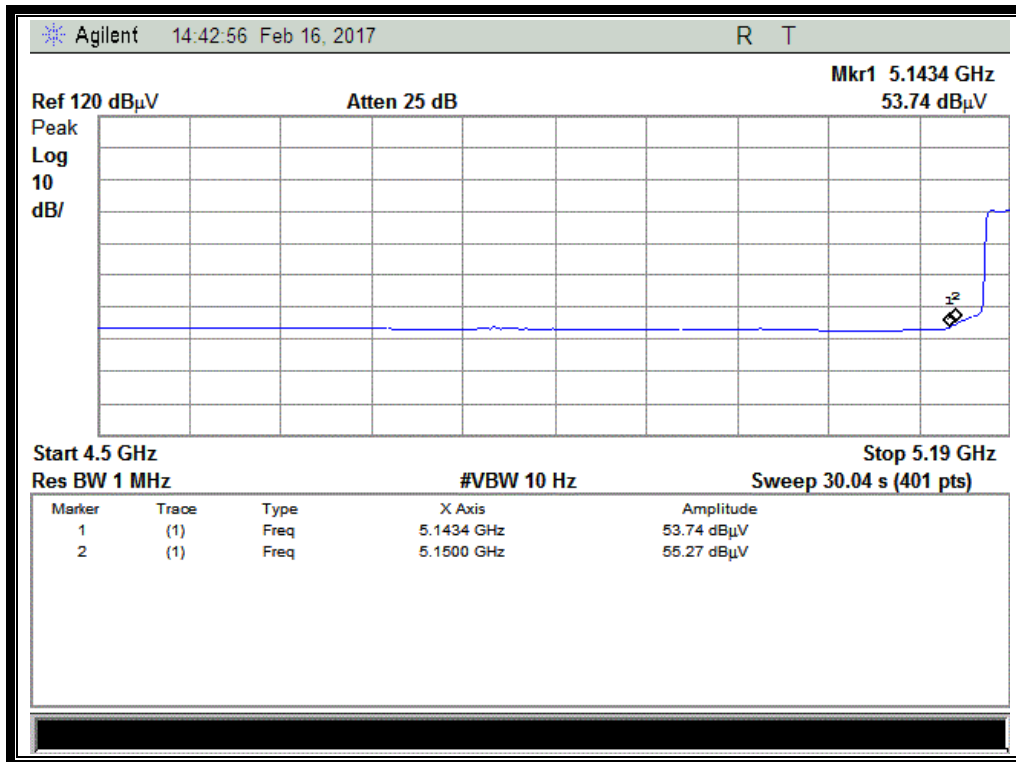 Agilent 14:42:56 Feb 16, 2017 R T
Mkr1 5.1434 GHz
Ref 120 dBμV Atten 25 dB 53.74 dBμV
Peak
Log
10
dB/
1 2
Start 4.5 GHz Stop 5.19 GHz
Res BW 1 MHz #VBW 10 Hz Sweep 30.04 s (401 pts)
Marker Trace Type X Axis Amplitude
1 (1) Freq 5.1434 GHz 53.74 dBμV
2 (1) Freq 5.1500 GHz 55.27 dBμV